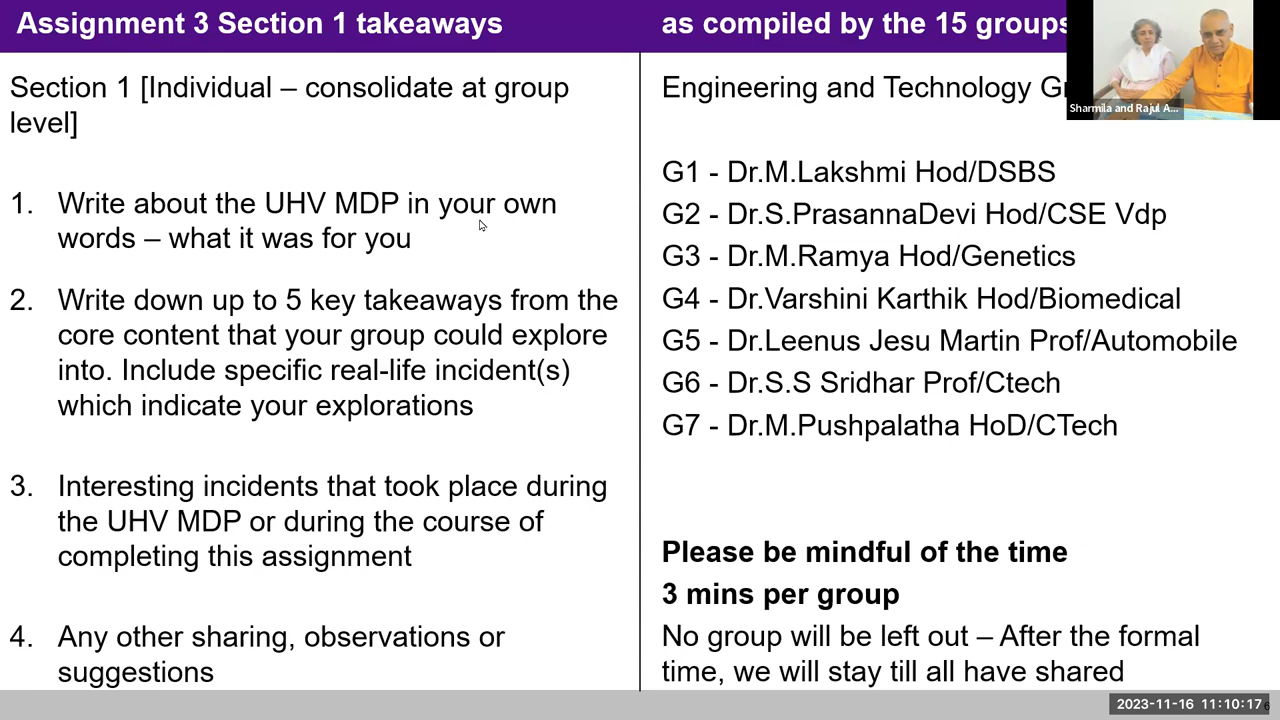 Assignment 3 Section 1 takeaways
as compiled by the 15 groups
Section 1 [Individual – consolidate at group
level]
1. Write about the UHV MDP in your own
words – what it was for you
2. Write down up to 5 key takeaways from the
core content that your group could explore
into. Include specific real-life incident(s)
which indicate your explorations
3. Interesting incidents that took place during
the UHV MDP or during the course of
completing this assignment
4. Any other sharing, observations or
suggestions
Engineering and Technology
G1 - Dr.M.Lakshmi Hod/DSBS
G2 - Dr.S.PrasannaDevi Hod/CSE Vdp
G3 - Dr.M.Ramya Hod/Genetics
G4 - Dr.Varshini Karthik Hod/Biomedical
G5 - Dr.Leenus Jesu Martin Prof/Automobile
G6 - Dr.S.S Sridhar Prof/Ctech
G7 - Dr.M.Pushpalatha HoD/CTech
Please be mindful of the time
3 mins per group
No group will be left out – After the formal
time, we will stay till all have shared
Sharmila and Rajul A...
2023-11-16 11:10:17
6